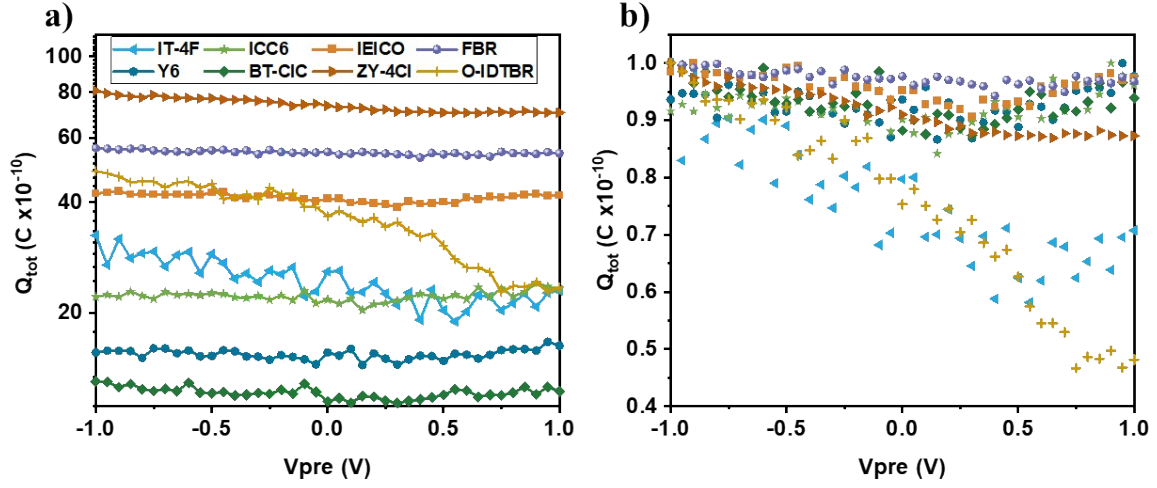 a)
IT-4F ICC6 IEICO FBR
Y6 BT-CIC ZY-4Cl O-IDTBR
100
80
60
40
20
Q_tot (C x10^-10)
-1.0 -0.5 0.0 0.5 1.0
Vpre (V)
b)
1.0
0.9
0.8
0.7
0.6
0.5
0.4
Q_tot (C x10^-10)
-1.0 -0.5 0.0 0.5 1.0
Vpre (V)